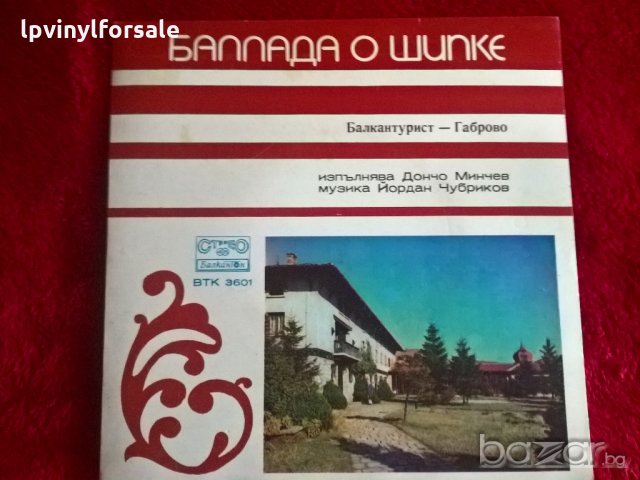 lpvinylforsale
БАЛЛАДА О ШИПКЕ
Балкантурист — Габрово
изпълнява Дончо Минчев
музика Йордан Чубриков
СТЕРЕО
Балкантон
ВТК 3601
bazar.bg